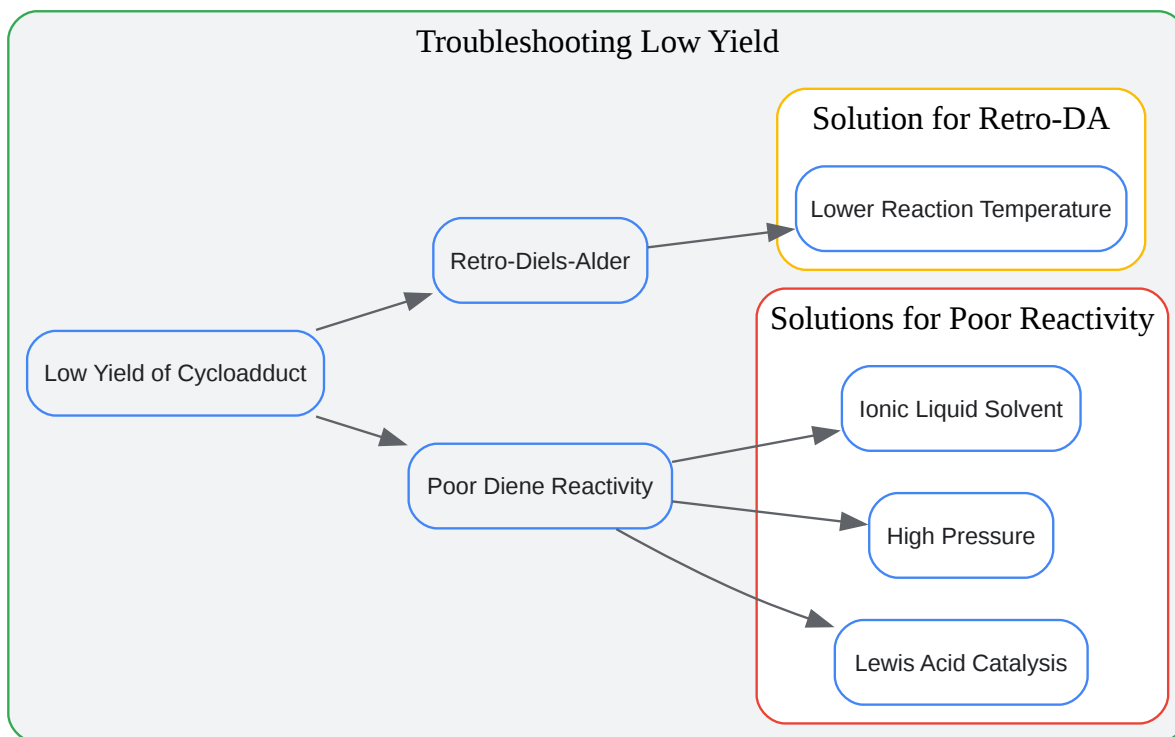 Troubleshooting Low Yield
Solution for Retro-DA
Lower Reaction Temperature
Retro-Diels-Alder
Solutions for Poor Reactivity
Low Yield of Cycloadduct
Ionic Liquid Solvent
Poor Diene Reactivity
High Pressure
Lewis Acid Catalysis